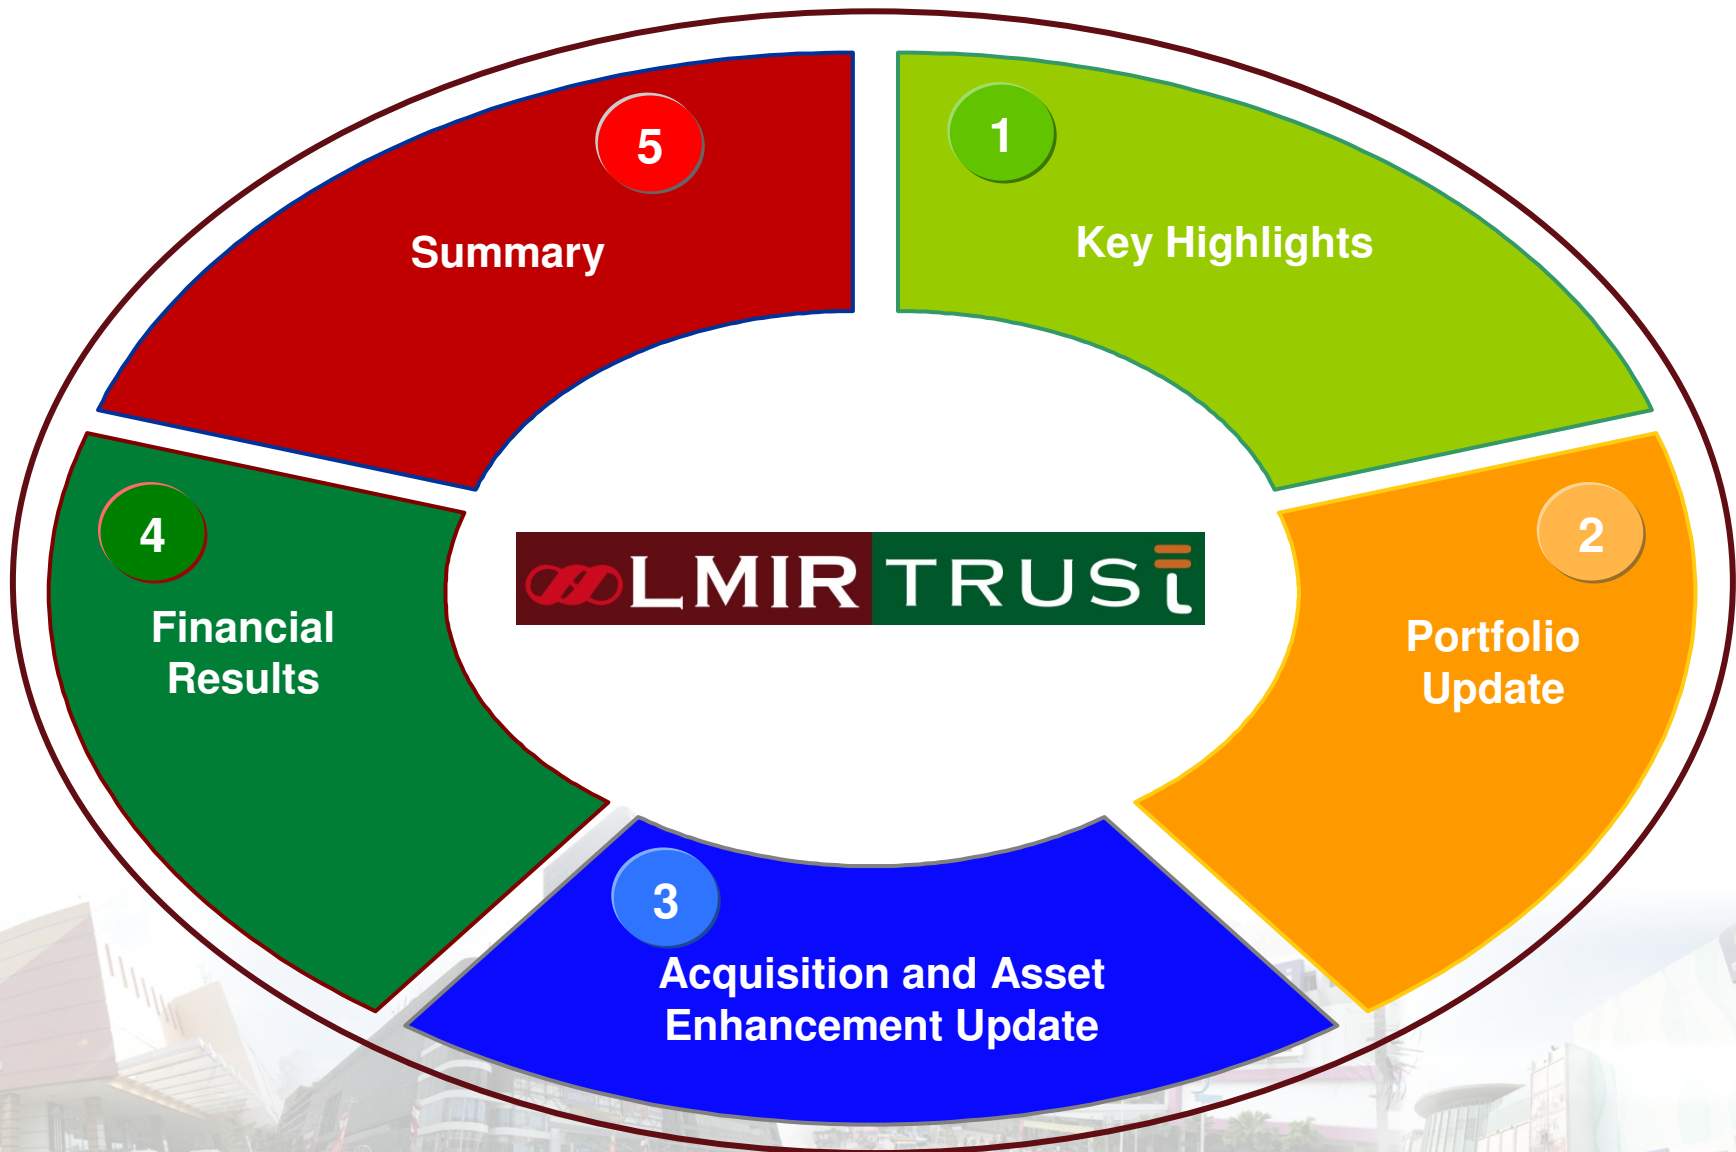 1
Key Highlights
2
Portfolio
Update
3
Acquisition and Asset
Enhancement Update
4
Financial
Results
5
Summary
LMIR TRUST